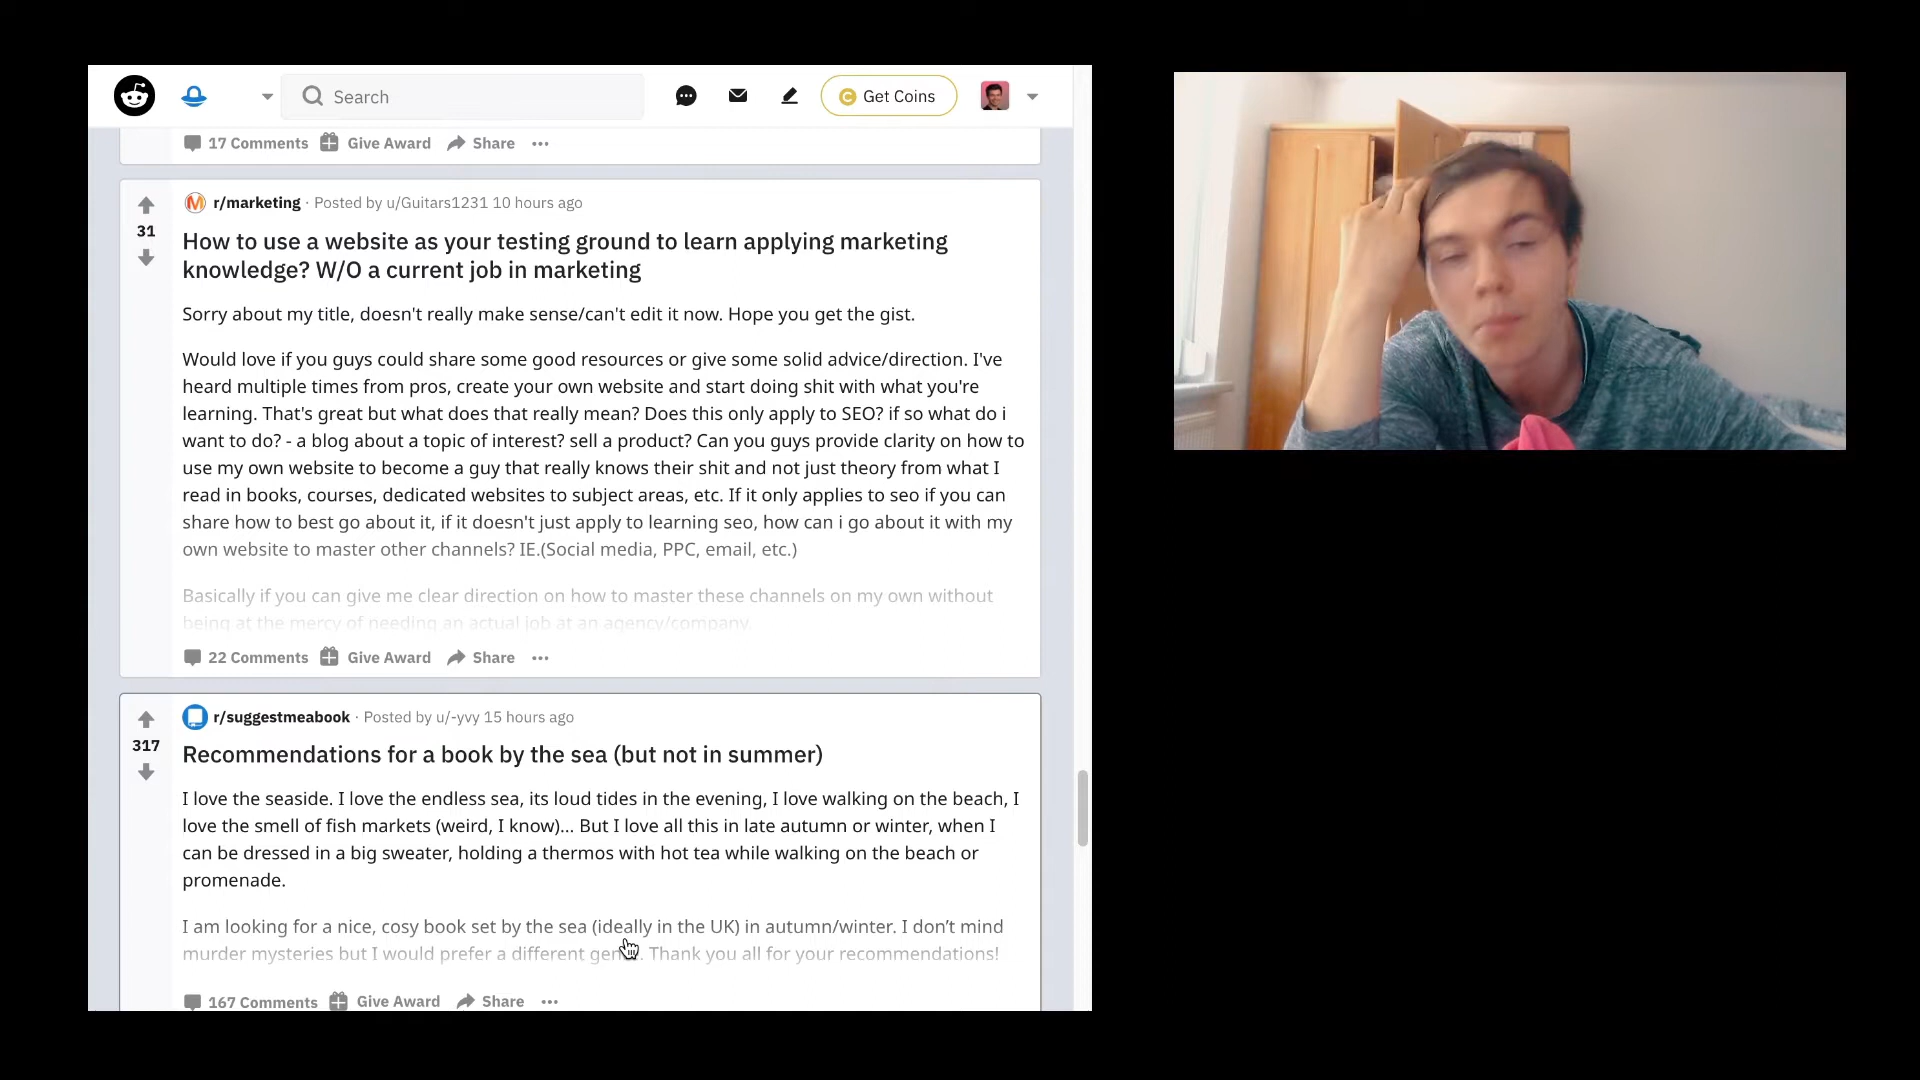 Search
Get Coins
17 Comments Give Award Share
r/marketing · Posted by u/Guitars1231 10 hours ago
31
How to use a website as your testing ground to learn applying marketing
knowledge? W/O a current job in marketing
Sorry about my title, doesn't really make sense/can't edit it now. Hope you get the gist.
Would love if you guys could share some good resources or give some solid advice/direction. I've
heard multiple times from pros, create your own website and start doing shit with what you're
learning. That's great but what does that really mean? Does this only apply to SEO? if so what do i
want to do? - a blog about a topic of interest? sell a product? Can you guys provide clarity on how to
use my own website to become a guy that really knows their shit and not just theory from what I
read in books, courses, dedicated websites to subject areas, etc. If it only applies to seo if you can
share how to best go about it, if it doesn't just apply to learning seo, how can i go about it with my
own website to master other channels? IE.(Social media, PPC, email, etc.)
Basically if you can give me clear direction on how to master these channels on my own without
being at the mercy of needing an actual job at an agency/company.
22 Comments Give Award Share
r/suggestmeabook · Posted by u/-yvy 15 hours ago
317
Recommendations for a book by the sea (but not in summer)
I love the seaside. I love the endless sea, its loud tides in the evening, I love walking on the beach, I
love the smell of fish markets (weird, I know)... But I love all this in late autumn or winter, when I
can be dressed in a big sweater, holding a thermos with hot tea while walking on the beach or
promenade.
I am looking for a nice, cosy book set by the sea (ideally in the UK) in autumn/winter. I don’t mind
murder mysteries but I would prefer a different Thank you all for your recommendations!
167 Comments Give Award Share